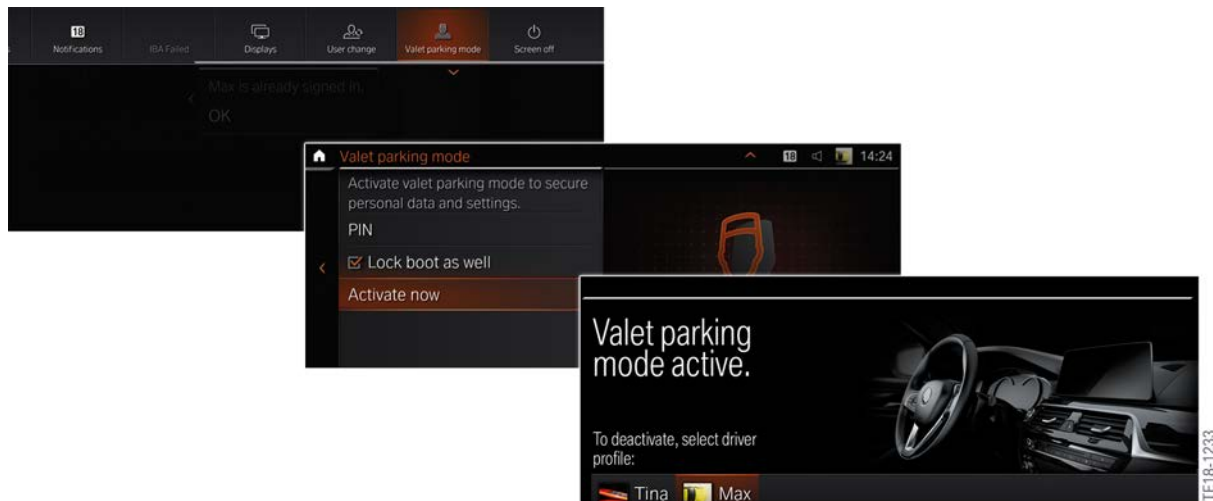 18
Notifications
IBA Failed
Displays
User change
Valet parking mode
Screen off
Max is already signed in.
OK
Valet parking mode
18
14:24
Activate valet parking mode to secure
personal data and settings.
PIN
Lock boot as well
Activate now
Valet parking
mode active.
To deactivate, select driver
profile:
Tina
Max